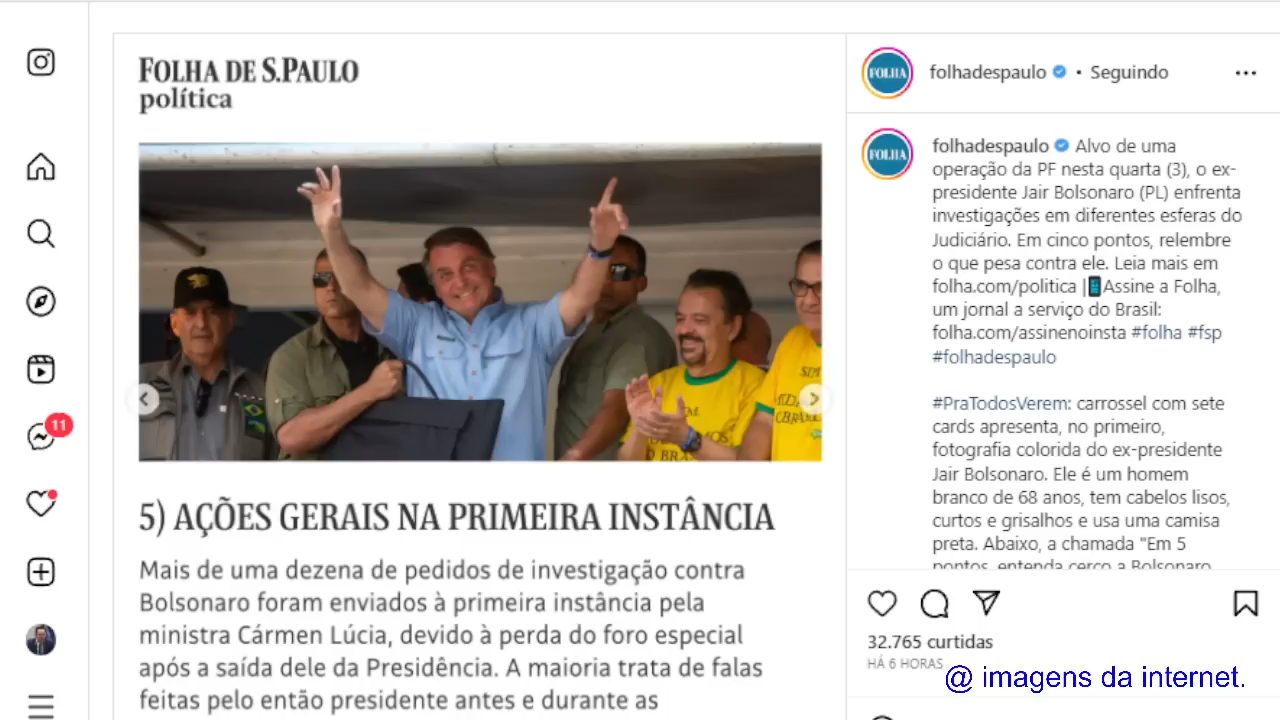 FOLHA DE S.PAULO
política
5) AÇÕES GERAIS NA PRIMEIRA INSTÂNCIA
Mais de uma dezena de pedidos de investigação contra
Bolsonaro foram enviados à primeira instância pela
ministra Cármen Lúcia, devido à perda do foro especial
após a saída dele da Presidência. A maioria trata de falas
feitas pelo então presidente antes e durante as
11
FOLHA
folhadespaulo • Seguindo
FOLHA
folhadespaulo Alvo de uma
operação da PF nesta quarta (3), o ex-
presidente Jair Bolsonaro (PL) enfrenta
investigações em diferentes esferas do
Judiciário. Em cinco pontos, relembre
o que pesa contra ele. Leia mais em
folha.com/politica |📱Assine a Folha,
um jornal a serviço do Brasil:
folha.com/assinenoinsta #folha #fsp
#folhadespaulo
#PraTodosVerem: carrossel com sete
cards apresenta, no primeiro,
fotografia colorida do ex-presidente
Jair Bolsonaro. Ele é um homem
branco de 68 anos, tem cabelos lisos,
curtos e grisalhos e usa uma camisa
preta. Abaixo, a chamada "Em 5
pontos, entenda cerco a Bolsonaro
32.765 curtidas
HÁ 6 HORAS
@ imagens da internet.